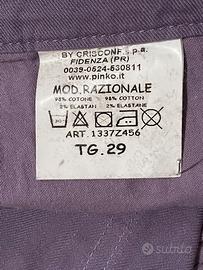 BY CRISCONF. s.p.a.
FIDENZA (PR)
0039-0524-530811
www.pinko.it
MOD.RAZIONALE
98% COTONE 98% COTTON
2% ELASTAN 2% ELASTANE
ART. 1337Z456
TG.29
subito